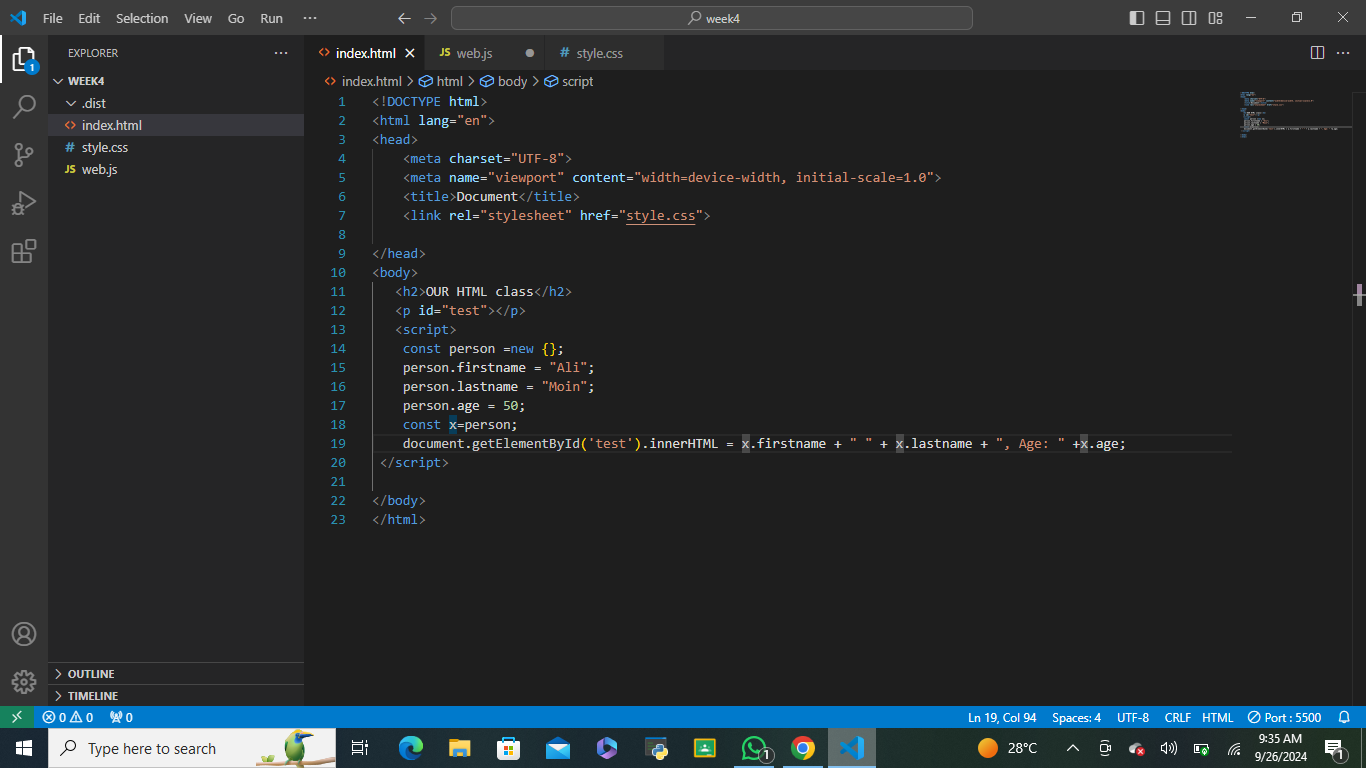 File Edit Selection View Go Run ···
week4
EXPLORER ···
index.html
JS web.js
# style.css
1
WEEK4
.dist
index.html
# style.css
JS web.js
index.html > html > body > script
1 <!DOCTYPE html>
2 <html lang="en">
3 <head>
4 <meta charset="UTF-8">
5 <meta name="viewport" content="width=device-width, initial-scale=1.0">
6 <title>Document</title>
7 <link rel="stylesheet" href="style.css">
8
9 </head>
10 <body>
11 <h2>OUR HTML class</h2>
12 <p id="test"></p>
13 <script>
14 const person =new {};
15 person.firstname = "Ali";
16 person.lastname = "Moin";
17 person.age = 50;
18 const x=person;
19 document.getElementById('test').innerHTML = x.firstname + " " + x.lastname + ", Age: " +x.age;
20 </script>
21
22 </body>
23 </html>
OUTLINE
TIMELINE
0 0 0
Ln 19, Col 94 Spaces: 4 UTF-8 CRLF HTML Port : 5500
Type here to search
1
28°C
9:35 AM
9/26/2024
1